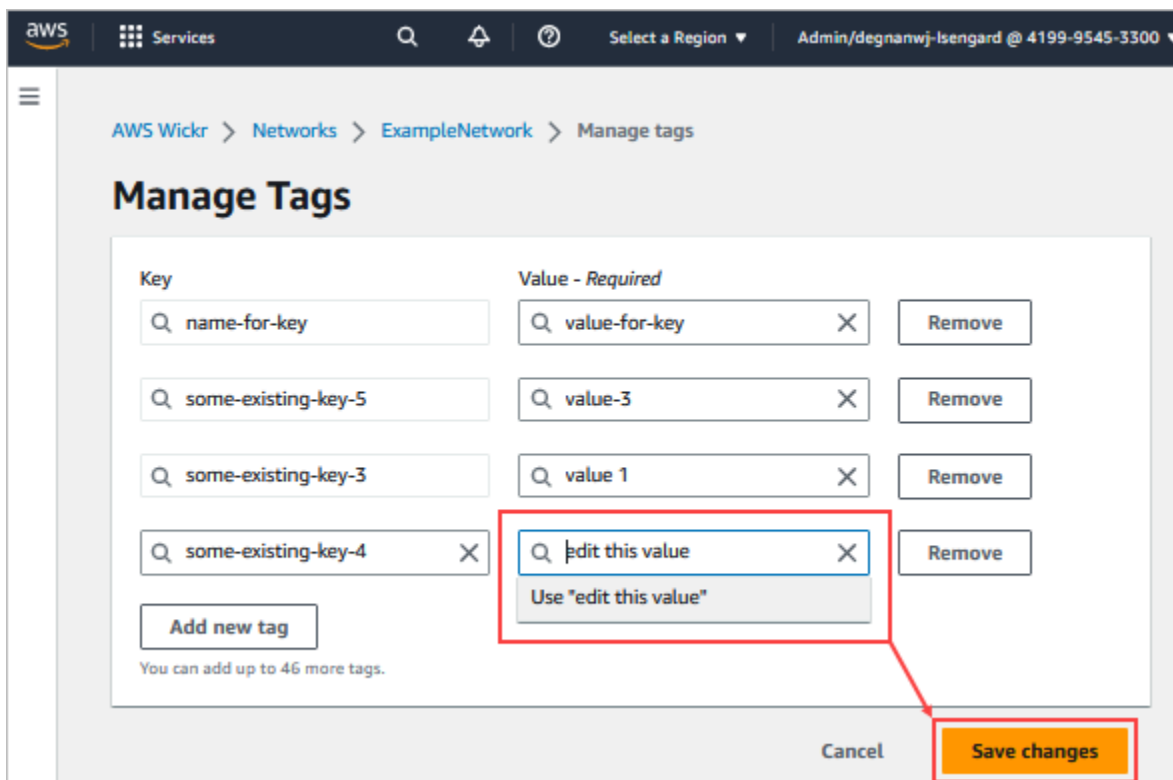 aws Services Select a Region ▼ Admin/degnanwj-Isengard @ 4199-9545-3300
AWS Wickr > Networks > ExampleNetwork > Manage tags
Manage Tags
Key Value - Required
name-for-key value-for-key Remove
some-existing-key-5 value-3 Remove
some-existing-key-3 value 1 Remove
some-existing-key-4 edit this value Remove
Use "edit this value"
Add new tag
You can add up to 46 more tags.
Cancel Save changes